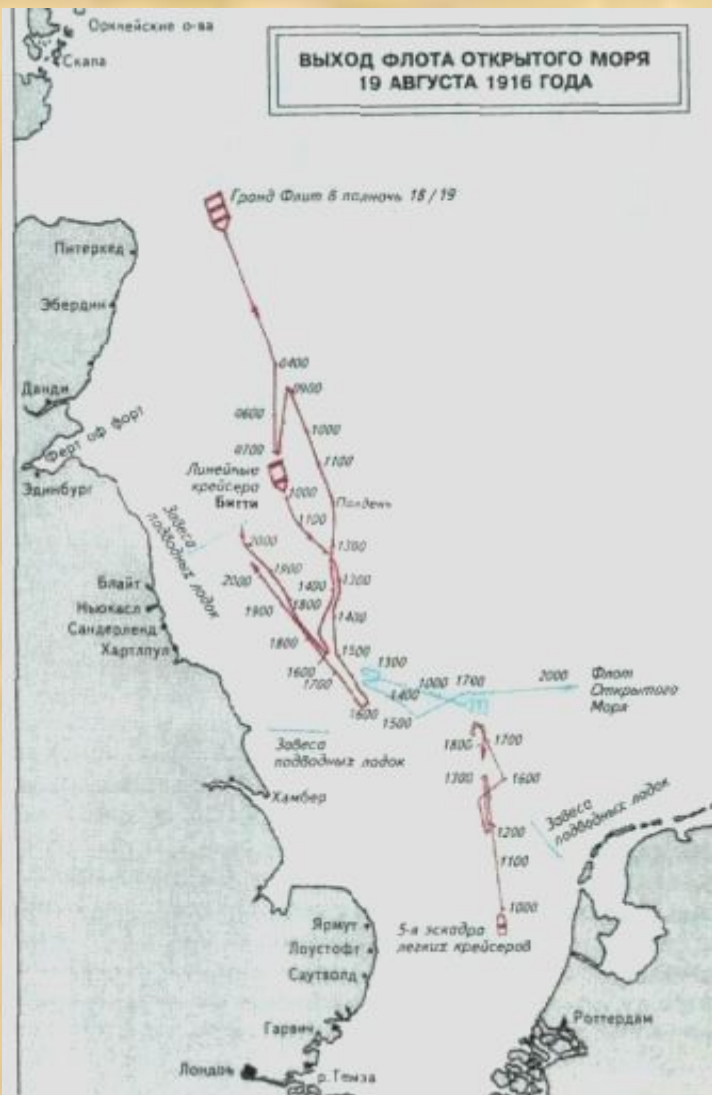 Оркнейские о-ва
Скапа
ВЫХОД ФЛОТА ОТКРЫТОГО МОРЯ
19 АВГУСТА 1916 ГОДА
Гранд Флит в полночь 18/19
Питерхед
Эбердин
Данди
Ферт оф форт
Эдинбург
0400
0900
0600
1000
0700
1100
Линейные
крейсера
Битти
1000
1100
Полдень
1300
Завеса
подводных лодок
2000
2000
1900
1900
1800
1800
1400
1300
1400
1500
1600
1700
1600
Блайт
Ньюкасл
Сандерленд
Хартлпул
1300
1400
1000
1500
1700
2000
Флот
Открытого
Моря
Завеса
подводных лодок
1800
1700
1300
1600
1200
1100
1000
Завеса
подводных лодок
Хамбер
5-я эскадра
легких крейсеров
Ярмут
Лоустофт
Саутволд
Гарвич
Лондон
р. Темза
Роттердам